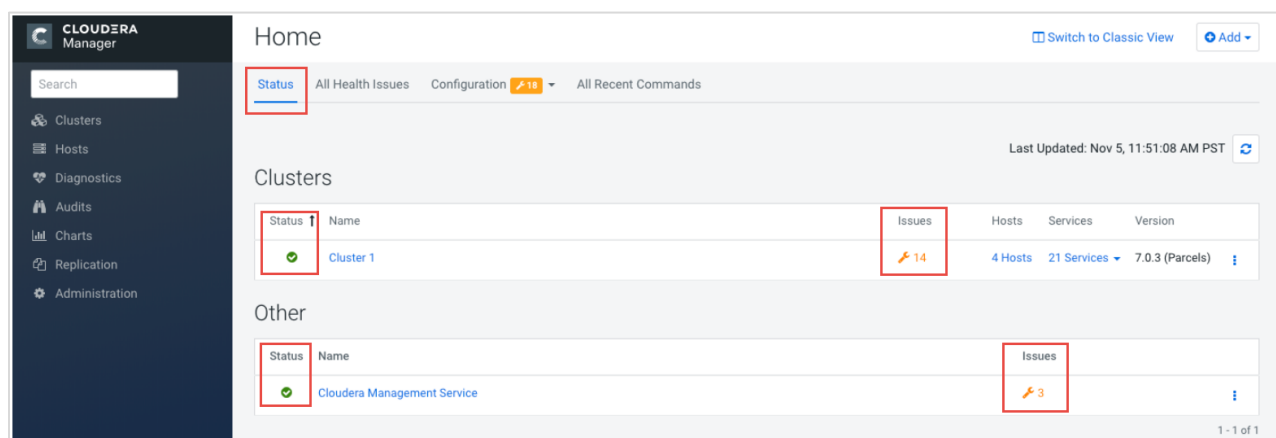 CLOUDERA
Manager
Search
Clusters
Hosts
Diagnostics
Audits
Charts
Replication
Administration
Home
Switch to Classic View
Add
Status All Health Issues Configuration 18 All Recent Commands
Last Updated: Nov 5, 11:51:08 AM PST
Clusters
Status Name Issues Hosts Services Version
Cluster 1 14 4 Hosts 21 Services 7.0.3 (Parcels)
Other
Status Name Issues
Cloudera Management Service 3
1 - 1 of 1